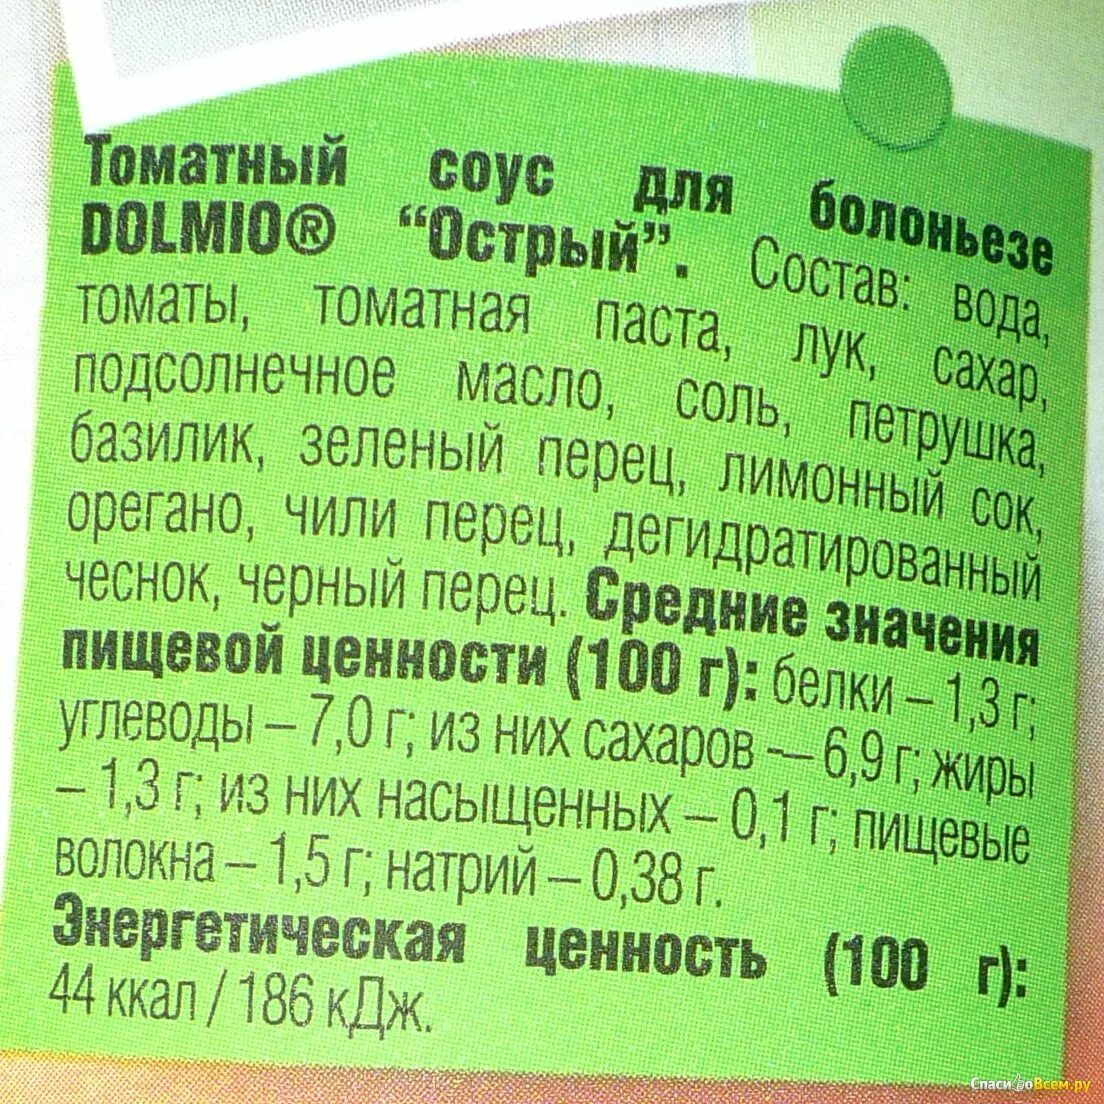 Томатный соус для болоньезе
DOLMIO® “Острый”. Состав: вода,
томаты, томатная паста, лук, сахар,
подсолнечное масло, соль, петрушка,
базилик, зеленый перец, лимонный сок,
орегано, чили перец, дегидратированный
чеснок, черный перец. Средние значения
пищевой ценности (100 г): белки – 1,3 г;
углеводы – 7,0 г; из них сахаров –– 6,9 г; жиры
– 1,3 г; из них насыщенных – 0,1 г; пищевые
волокна – 1,5 г; натрий – 0,38 г.
Энергетическая ценность (100 г):
44 ккал / 186 кДж.
СпасибоВсем.ру